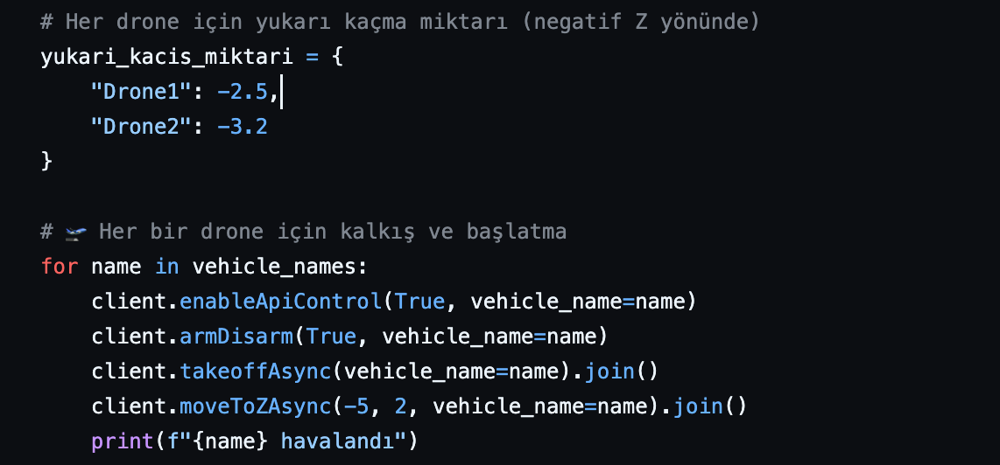 # Her drone için yukarı kaçma miktarı (negatif Z yönünde)
yukari_kacis_miktari = {
    "Drone1": -2.5,
    "Drone2": -3.2
}
# 🛫 Her bir drone için kalkış ve başlatma
for name in vehicle_names:
    client.enableApiControl(True, vehicle_name=name)
    client.armDisarm(True, vehicle_name=name)
    client.takeoffAsync(vehicle_name=name).join()
    client.moveToZAsync(-5, 2, vehicle_name=name).join()
    print(f"{name} havalandı")